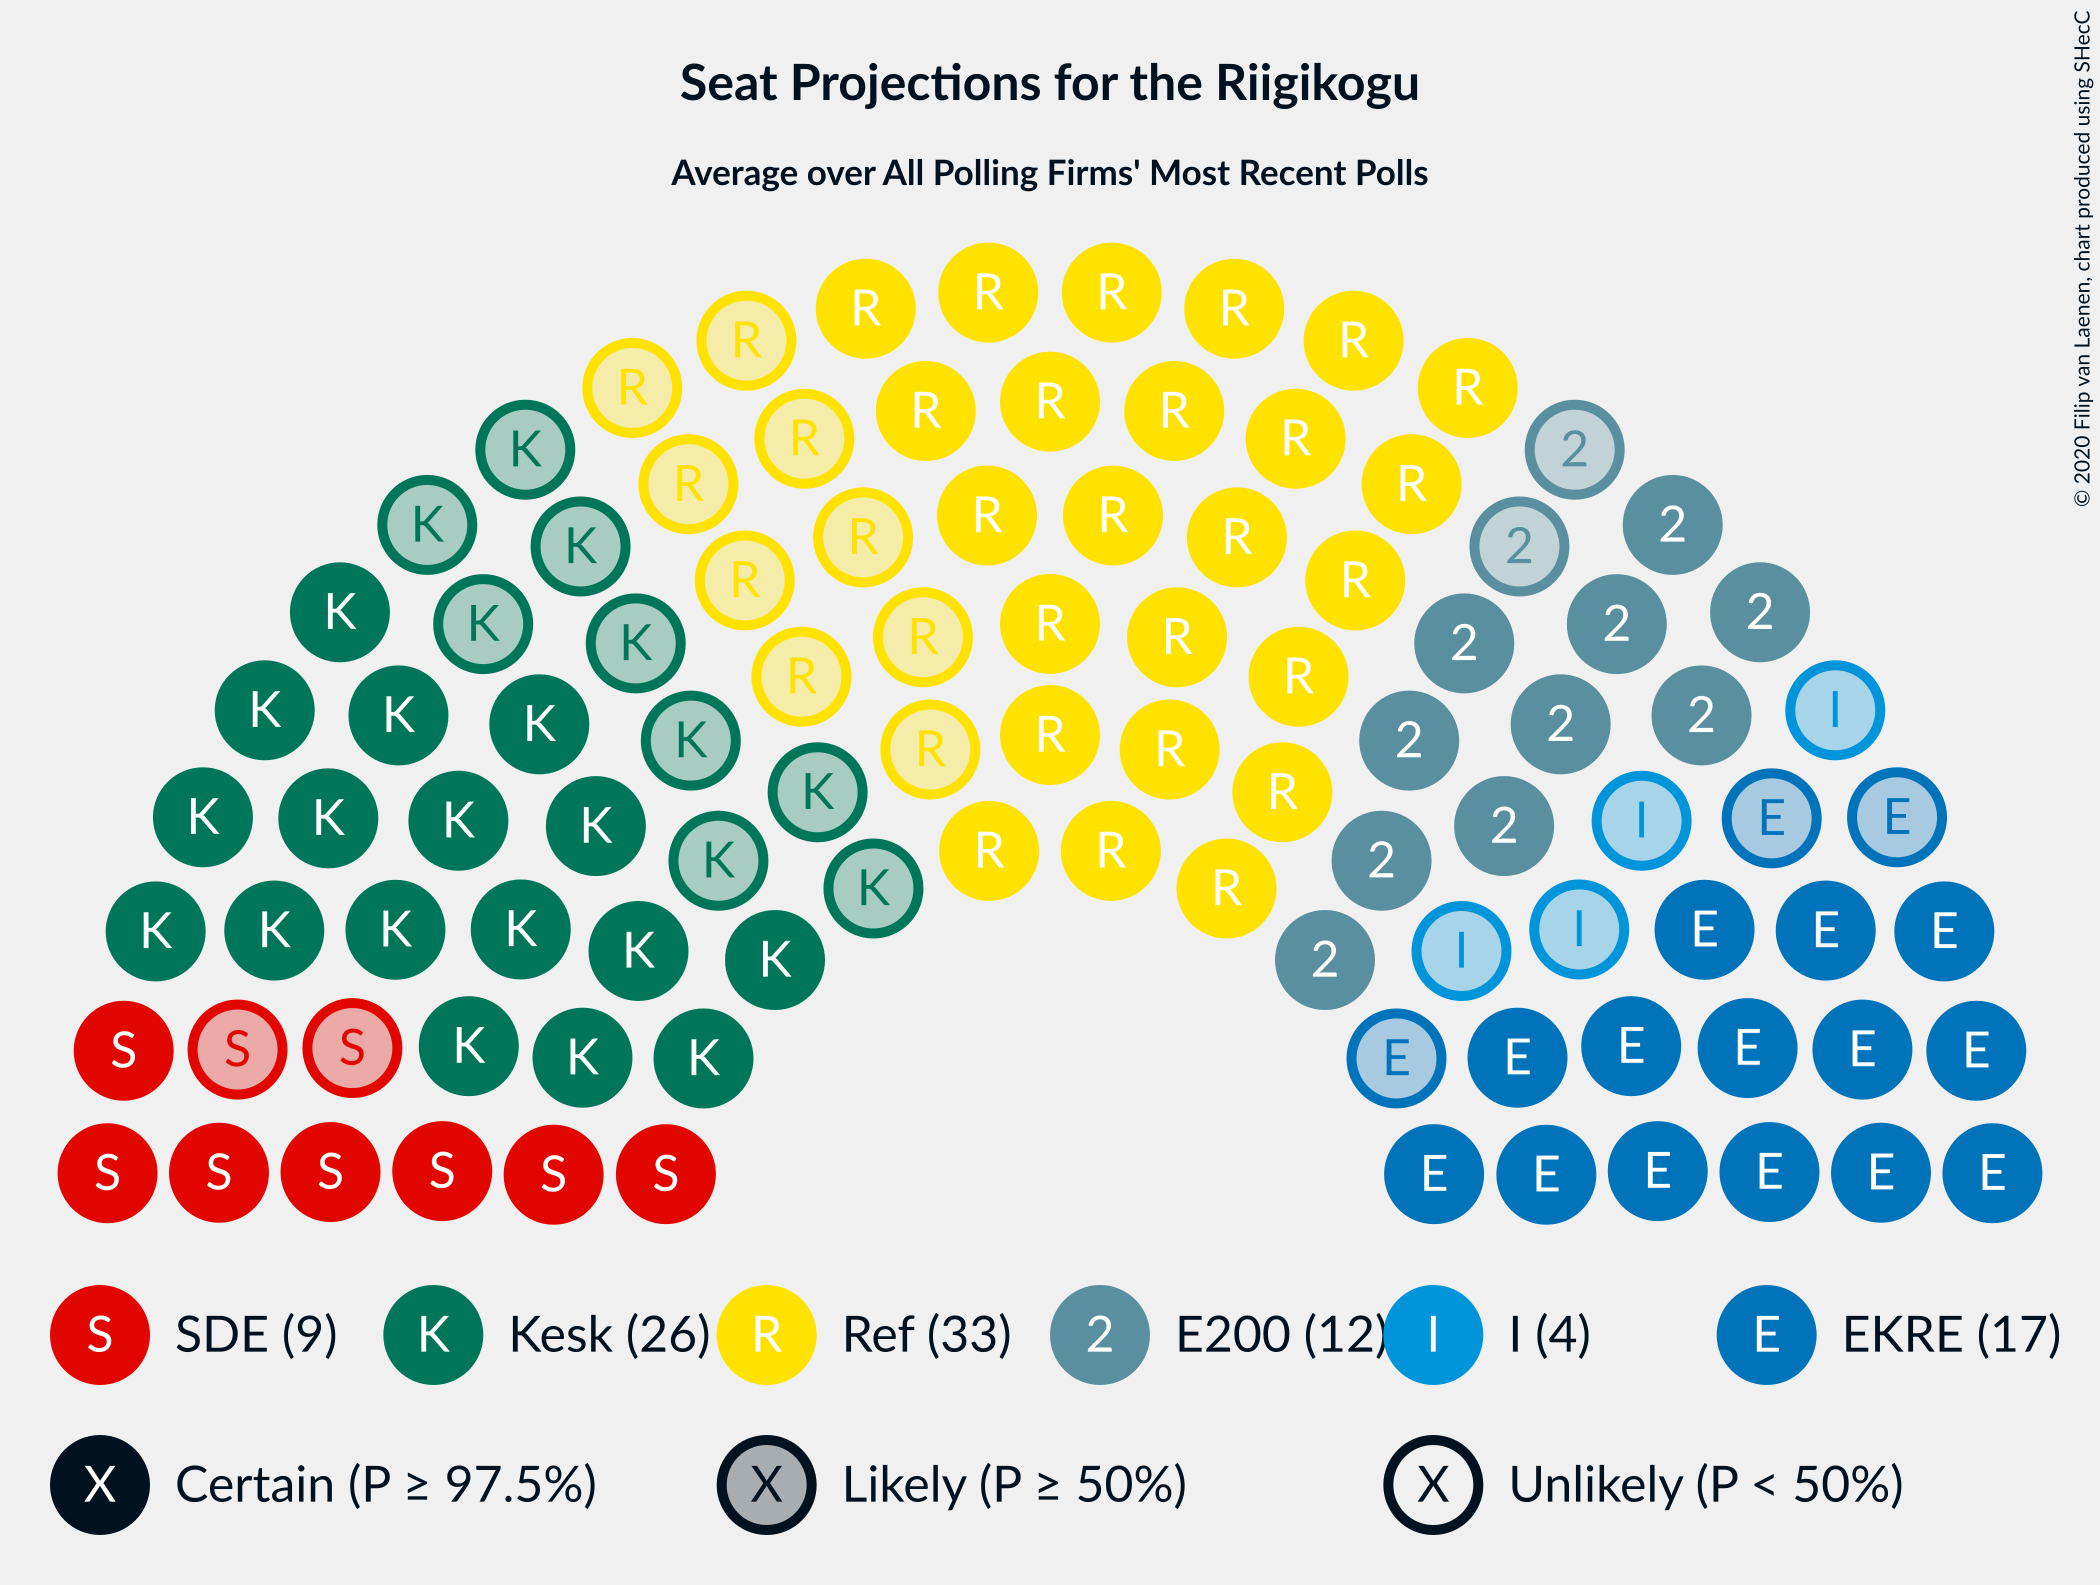 Seat Projections for the Riigikogu
Average over All Polling Firms' Most Recent Polls
© 2020 Filip van Laenen, chart produced using SHecC
R R R R R R R R
K R R R R R R R 2
K K R R R R R R 2 2
K K K R R R R 2 2 2
K K K K R R R R 2 2 2 I
K K K K K R R R 2 2 I E E
K K K K K K K R R R 2 2 I I E E E
S S S K K K E E E E E E
S S S S S S E E E E E E
S SDE (9) K Kesk (26) R Ref (33) 2 E200 (12) I I (4) E EKRE (17)
X Certain (P ≥ 97.5%) X Likely (P ≥ 50%) X Unlikely (P < 50%)